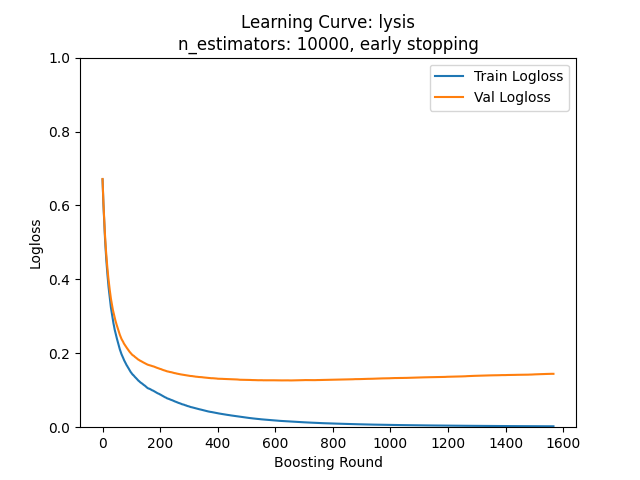 Learning Curve: lysis
n_estimators: 10000, early stopping
Train Logloss
Val Logloss
Logloss
1.0
0.8
0.6
0.4
0.2
0.0
0 200 400 600 800 1000 1200 1400 1600
Boosting Round